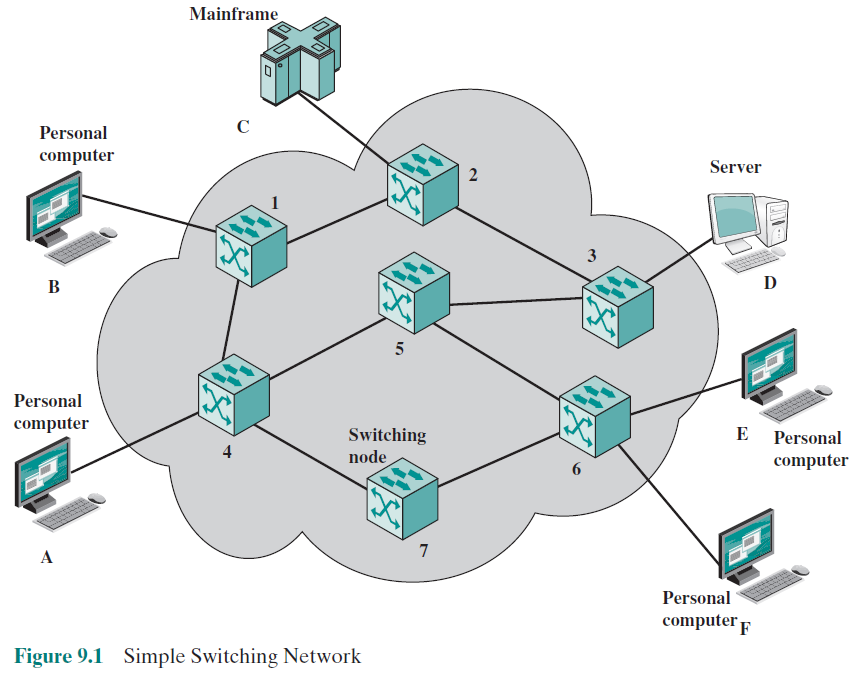 Mainframe
C
Personal
computer
B
1
2
Server
D
3
5
Personal
computer
A
4
Switching
node
7
6
E
Personal
computer
Personal
computer
F
Figure 9.1 Simple Switching Network